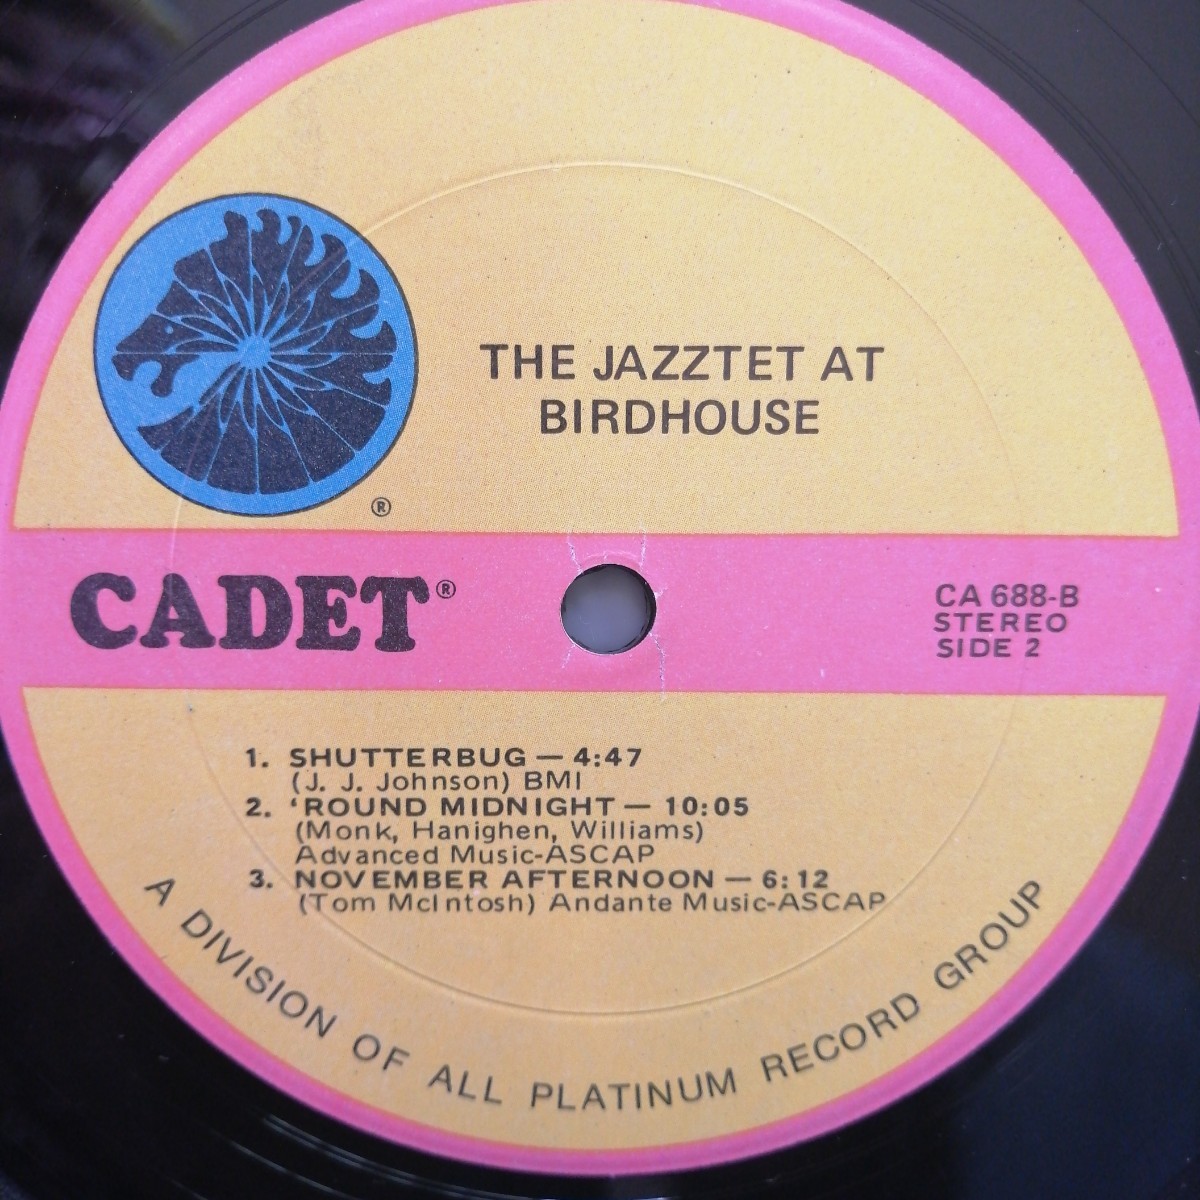 THE JAZZTET AT
BIRDHOUSE
®
CADET®
CA 688-B
STEREO
SIDE 2
1. SHUTTERBUG — 4:47
(J. J. Johnson) BMI
2. ‘ROUND MIDNIGHT — 10:05
(Monk, Hanighen, Williams)
Advanced Music-ASCAP
3. NOVEMBER AFTERNOON — 6:12
(Tom McIntosh) Andante Music-ASCAP
A DIVISION OF ALL PLATINUM RECORD GROUP